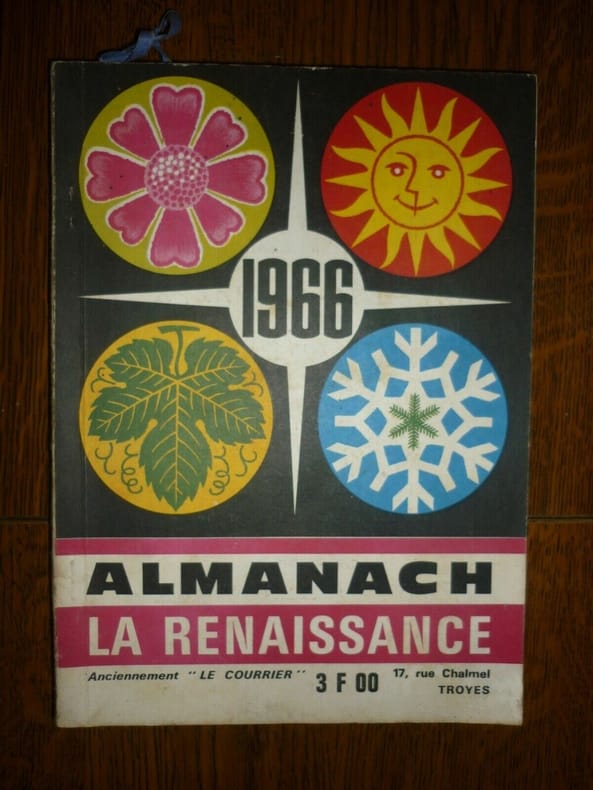 1966
ALMANACH
LA RENAISSANCE
Anciennement "LE COURRIER" 3 F 00 17, rue Chalmel
TROYES